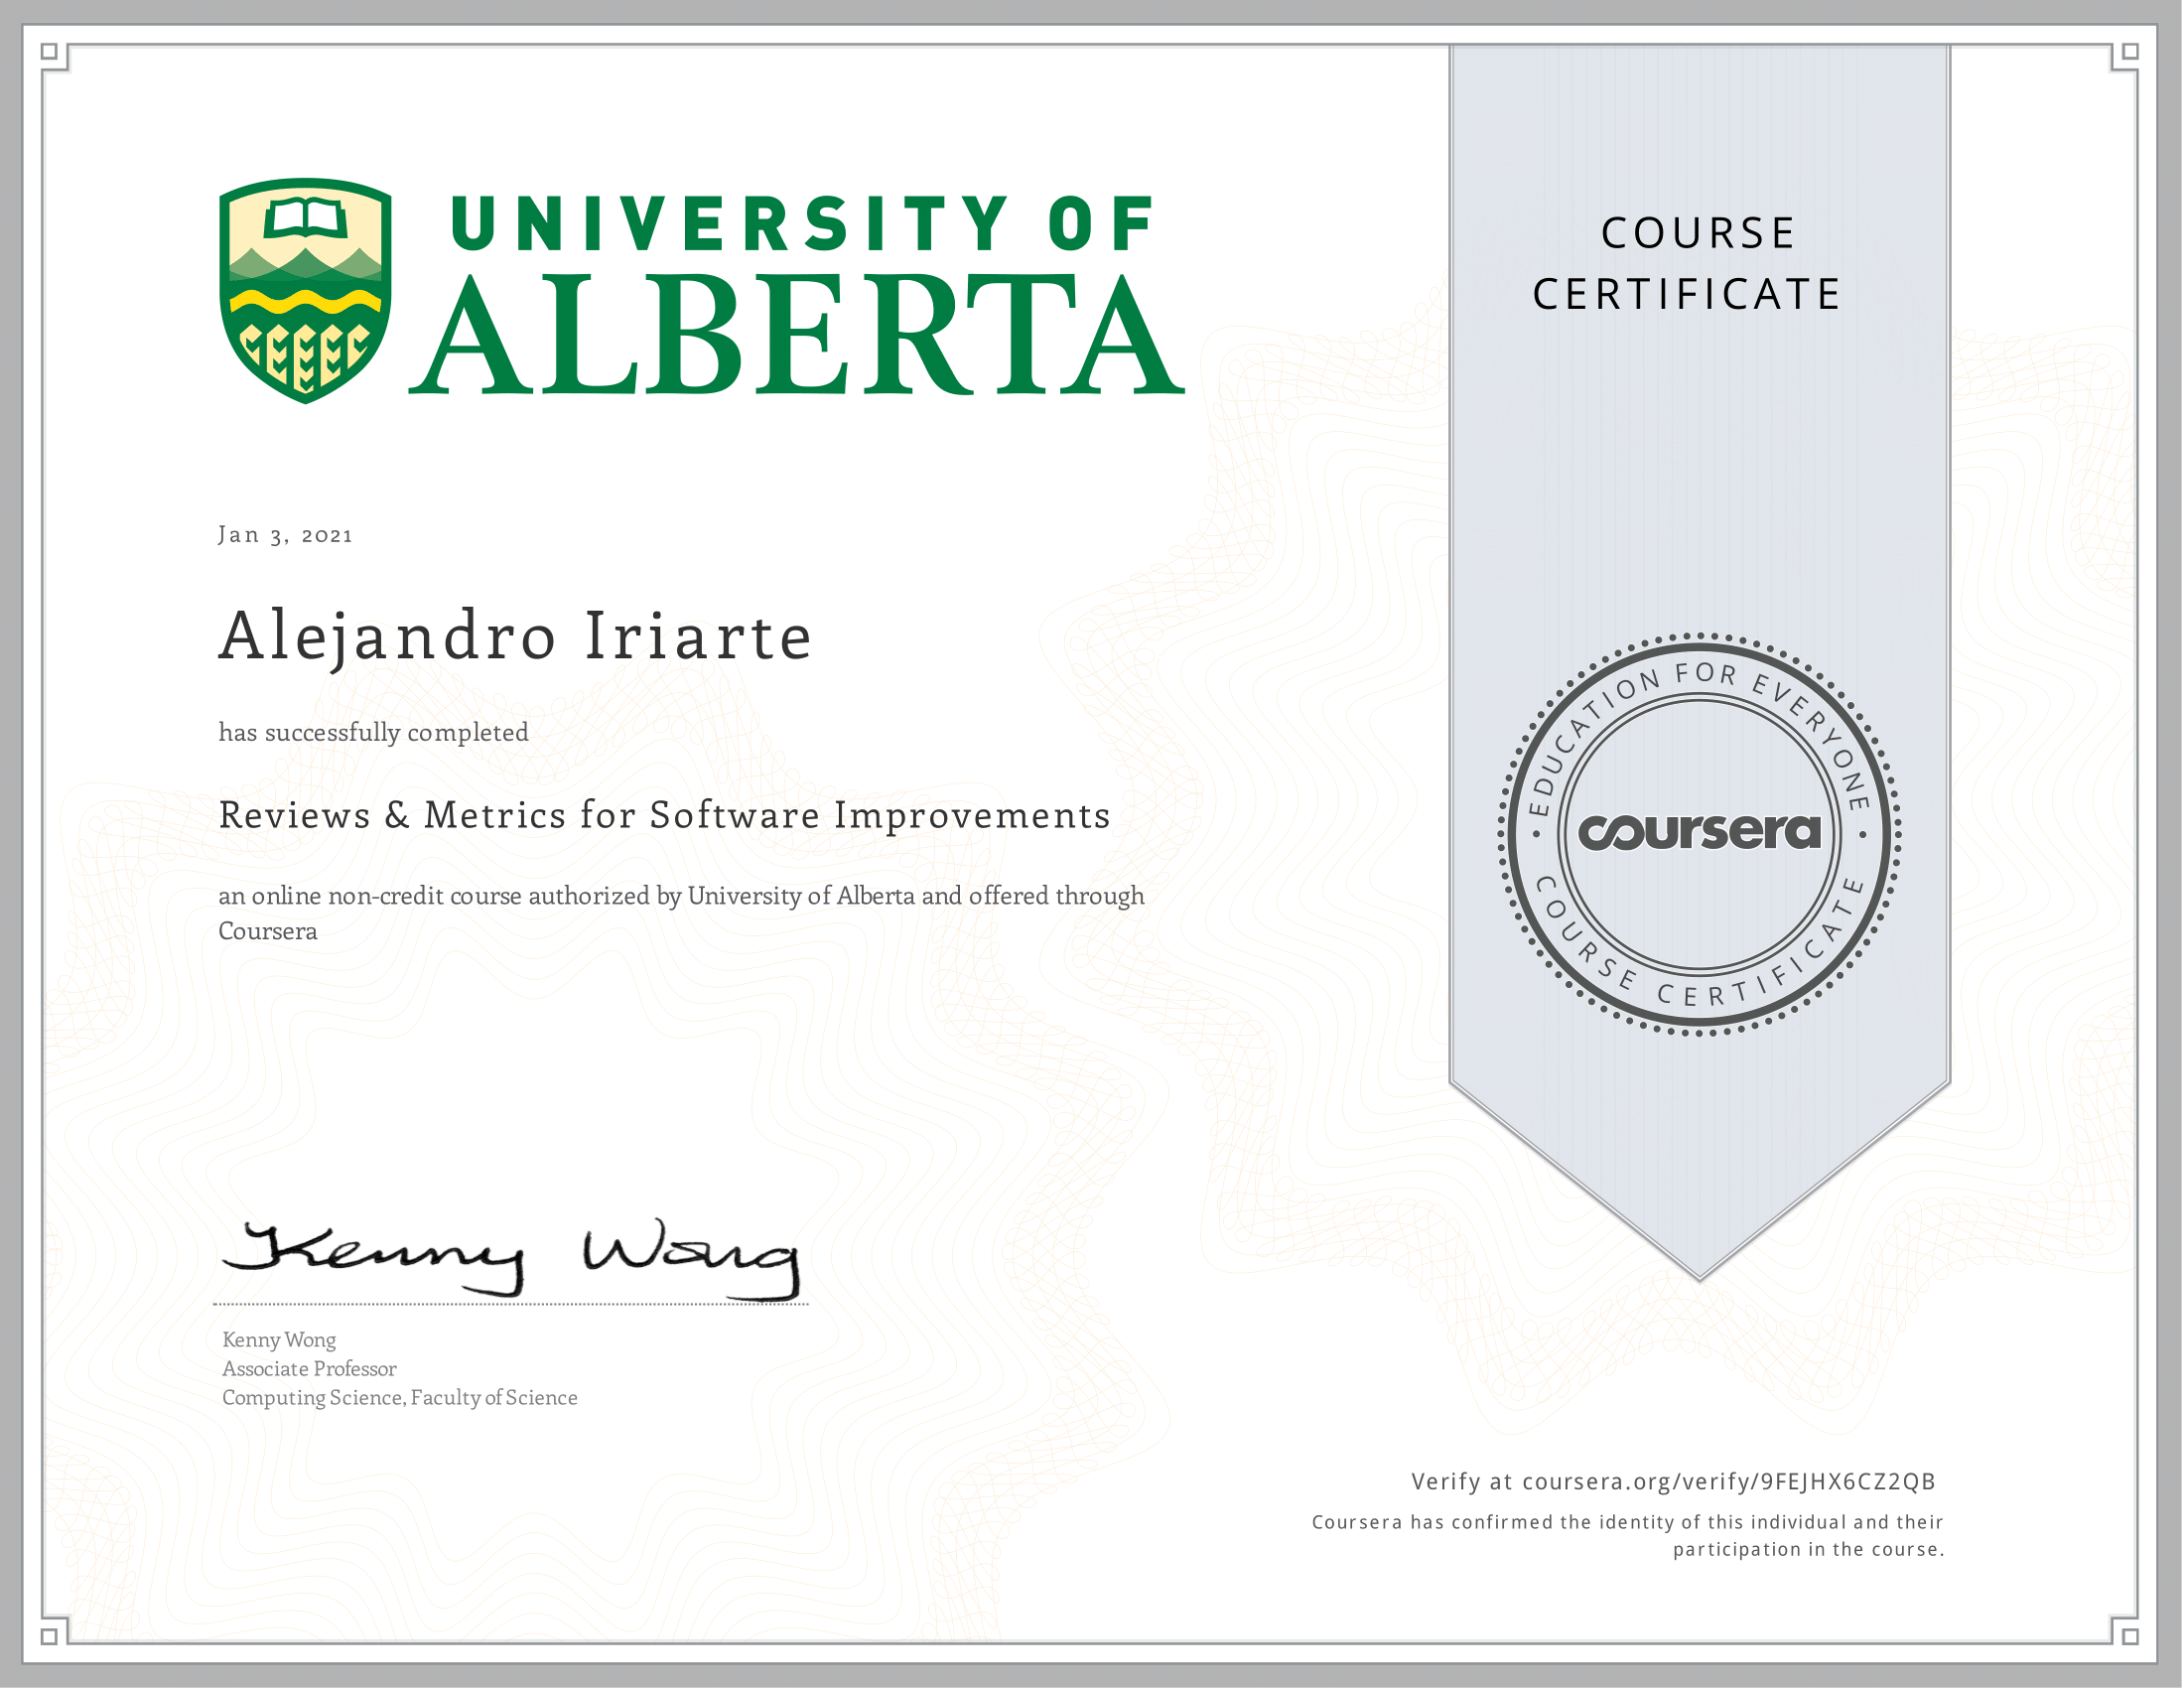 UNIVERSITY OF
ALBERTA
COURSE
CERTIFICATE
Jan 3, 2021
Alejandro Iriarte
has successfully completed
Reviews & Metrics for Software Improvements
an online non-credit course authorized by University of Alberta and offered through
Coursera
EDUCATION FOR EVERYONE
coursera
COURSE CERTIFICATE
Kenny Wong
Kenny Wong
Associate Professor
Computing Science, Faculty of Science
Verify at coursera.org/verify/9FEJHX6CZ2QB
Coursera has confirmed the identity of this individual and their
participation in the course.